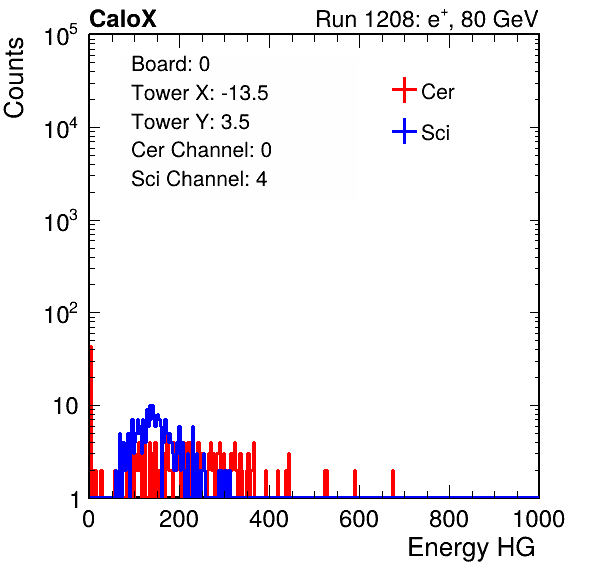 CaloX Run 1208: e⁺, 80 GeV
Counts
10⁵
10⁴
10³
10²
10
1
Board: 0
Tower X: -13.5
Tower Y: 3.5
Cer Channel: 0
Sci Channel: 4
Cer
Sci
0 200 400 600 800 1000
Energy HG